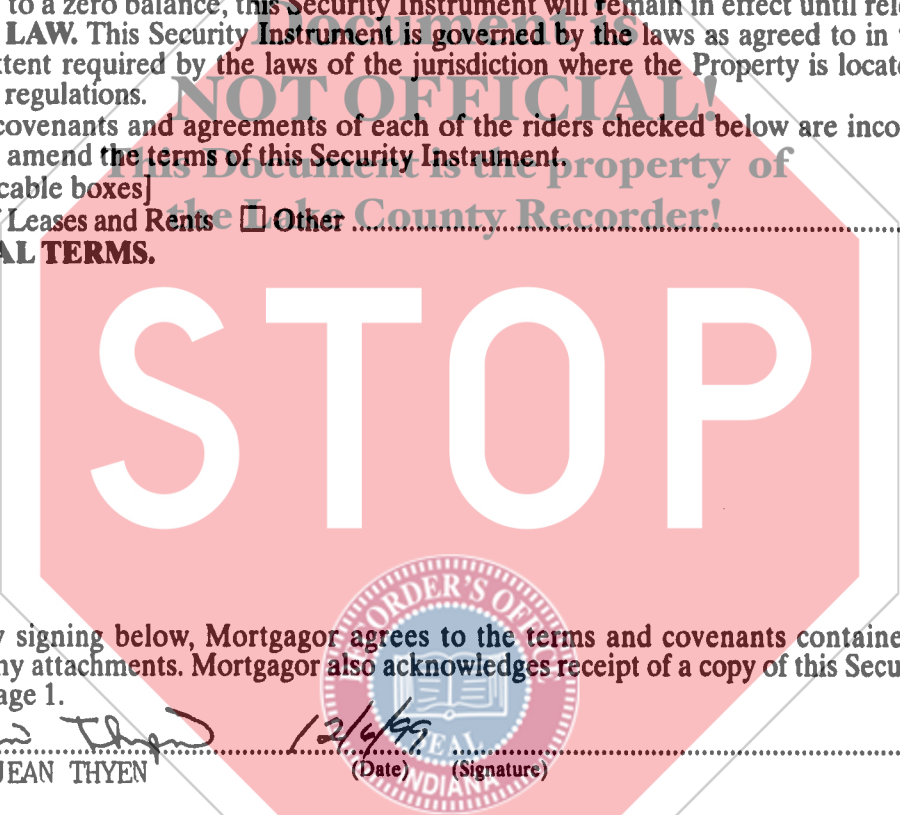 to a zero balance, this Security Instrument will remain in effect until rele
Document is
LAW. This Security Instrument is governed by the laws as agreed to in
tent required by the laws of the jurisdiction where the Property is locate
NOT OFFICIAL!
regulations.
covenants and agreements of each of the riders checked below are inco
amend the terms of this Security Instrument.
This Document is the property of
cable boxes]
the Lake County Recorder!
Leases and Rents ☐ Other
AL TERMS.
STOP
y signing below, Mortgagor agrees to the terms and covenants containe
ny attachments. Mortgagor also acknowledges receipt of a copy of this Secu
age 1.
Thyen 12/6/99
JEAN THYEN (Date) (Signature)
RECORDER'S OFFICE
SEAL
INDIANA